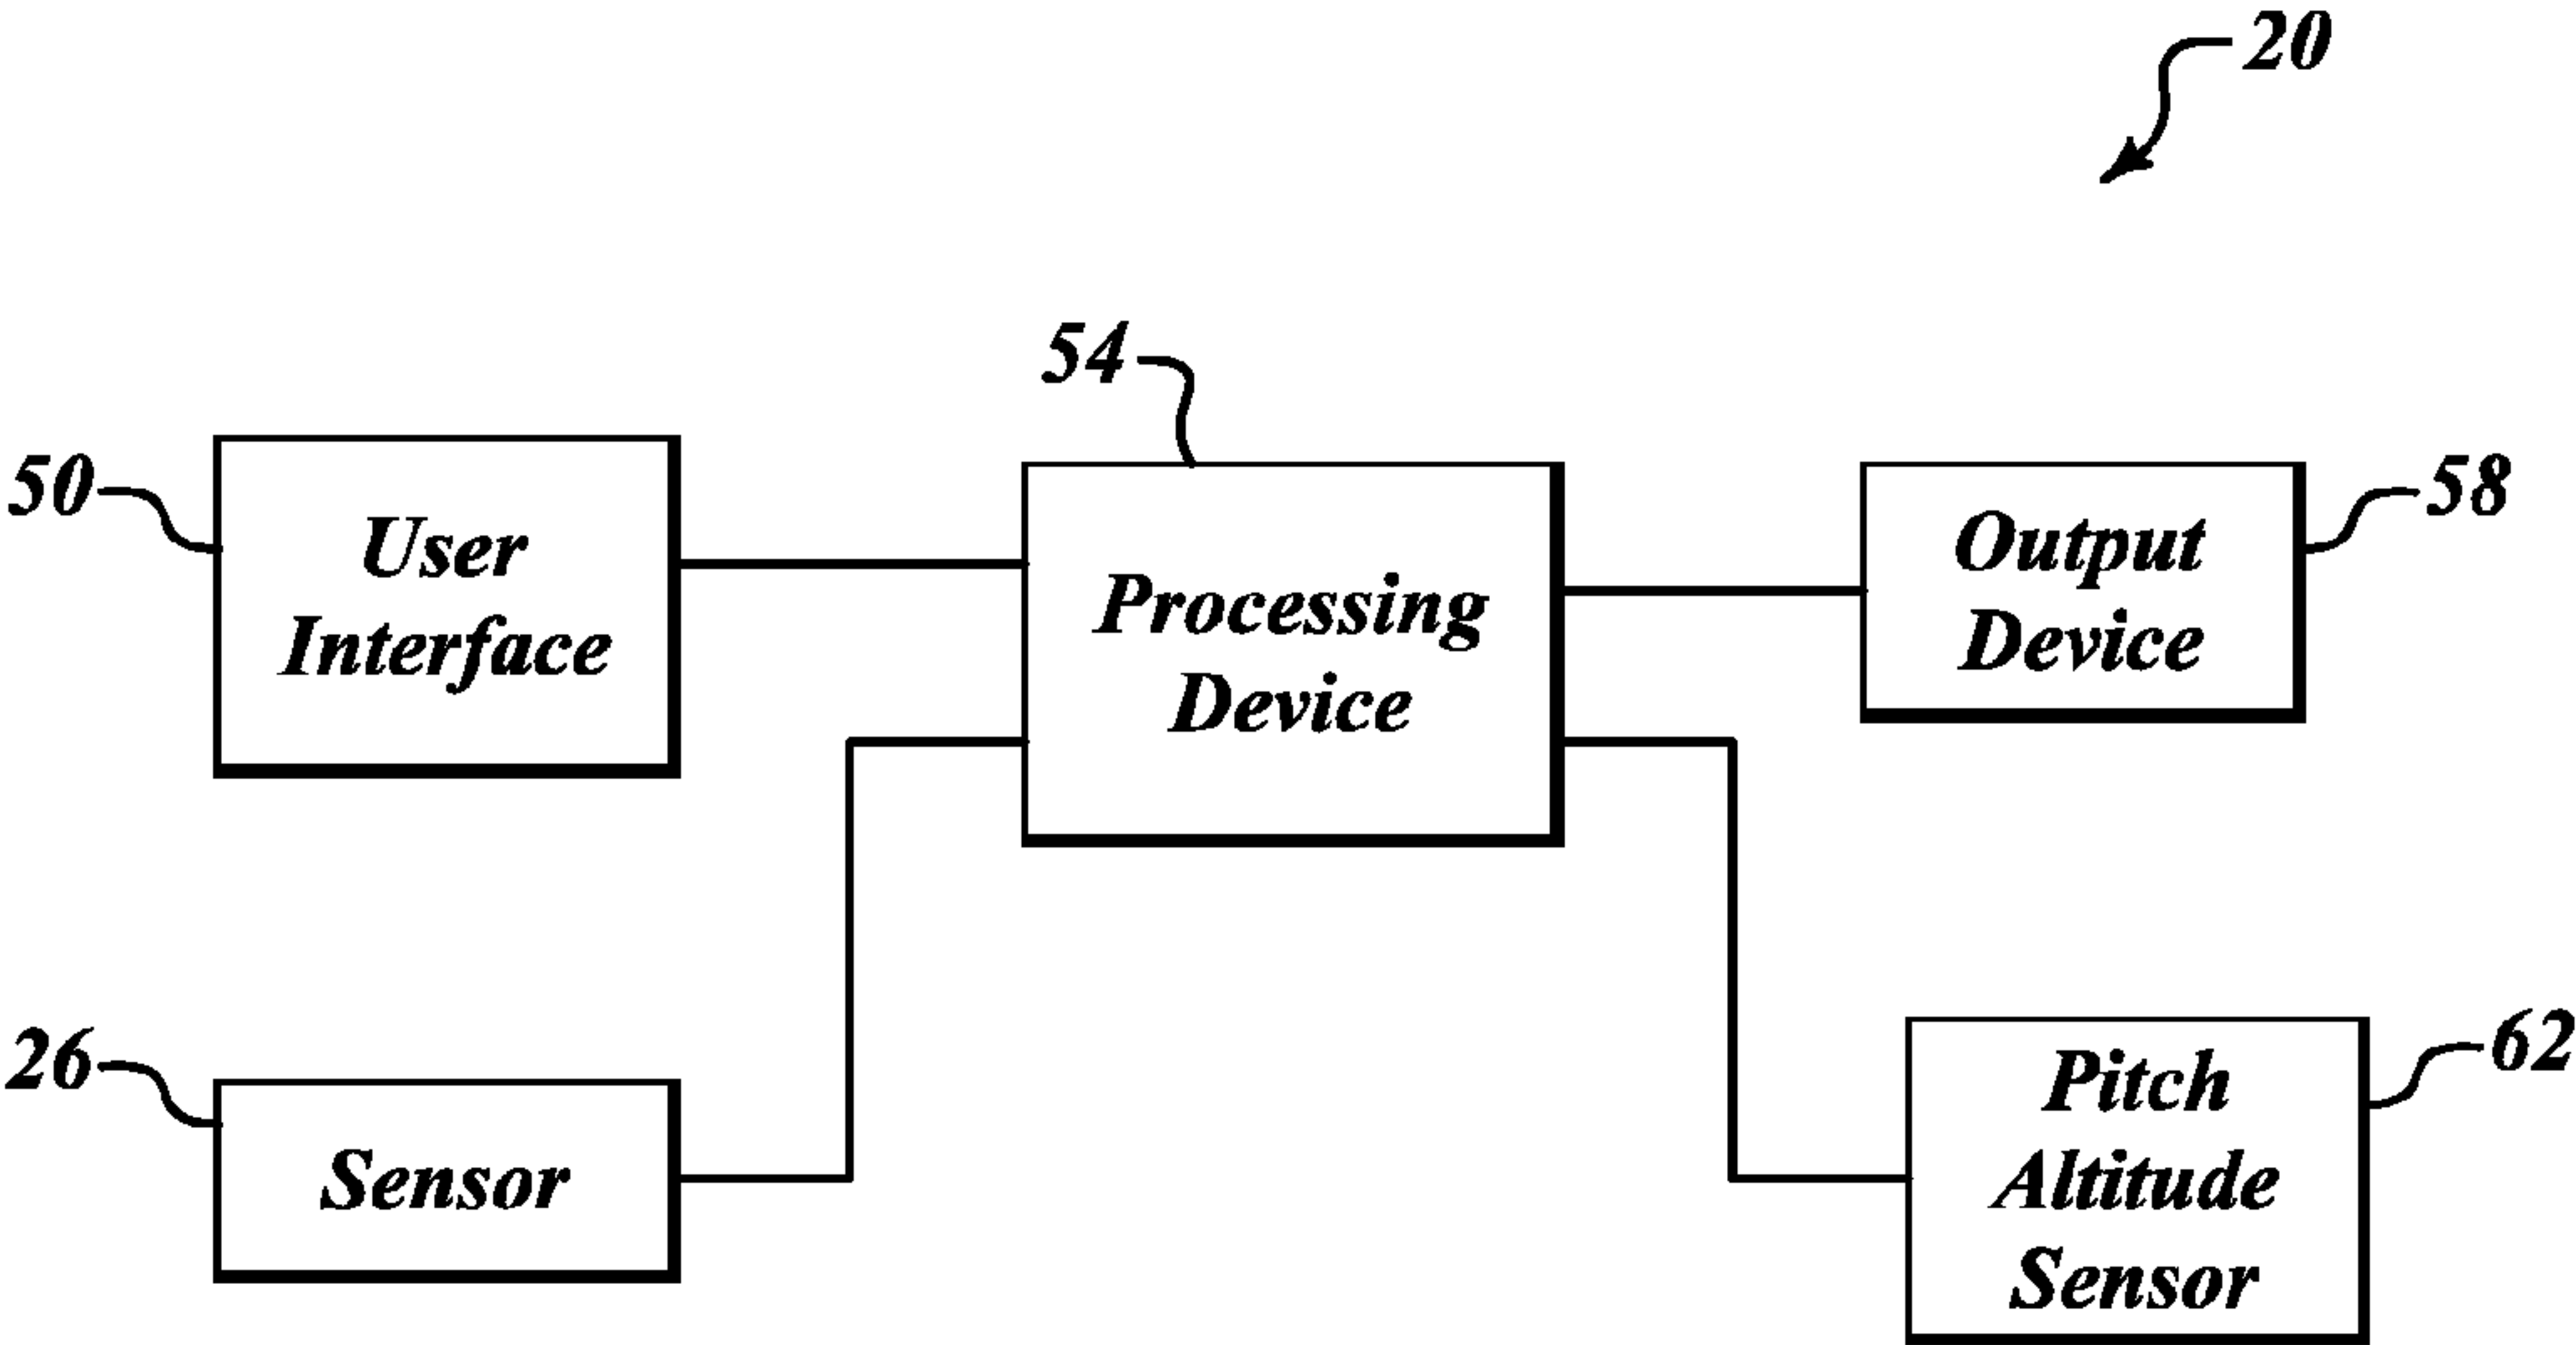 20
54
50
User
Interface
Processing
Device
Output
Device
58
26
Sensor
Pitch
Altitude
Sensor
62